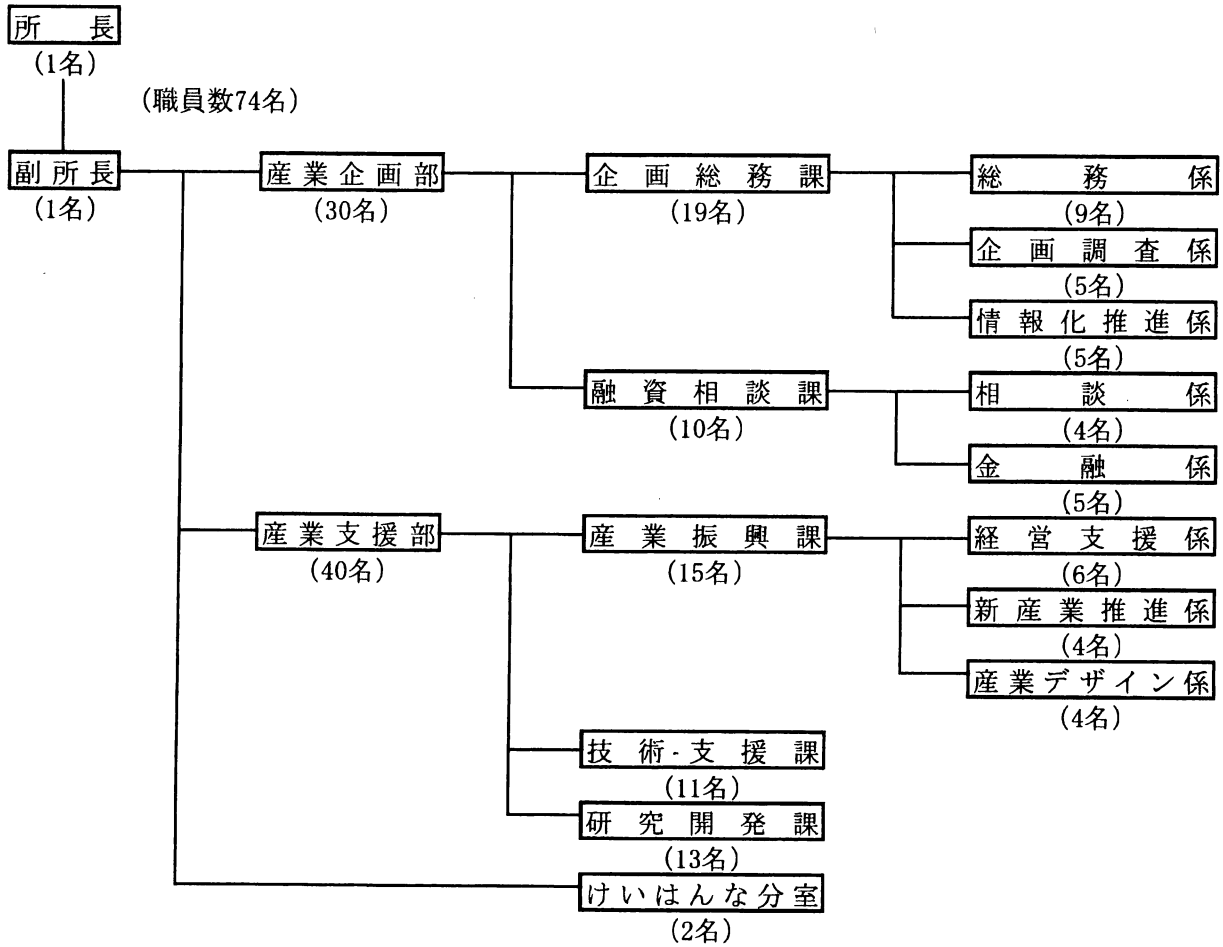 所長
(1名)
(職員数74名)
副所長
(1名)
産業企画部
(30名)
企画総務課
(19名)
総務係
(9名)
企画調査係
(5名)
情報化推進係
(5名)
融資相談課
(10名)
相談係
(4名)
金融係
(5名)
産業支援部
(40名)
産業振興課
(15名)
経営支援係
(6名)
新産業推進係
(4名)
産業デザイン係
(4名)
技術-支援課
(11名)
研究開発課
(13名)
けいはんな分室
(2名)